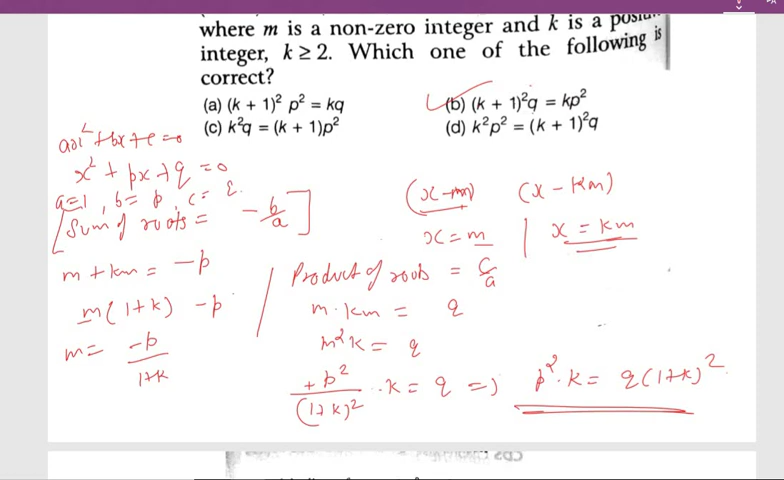 where m is a non-zero integer and k is a
integer, k ≥ 2. Which one of the following is
correct?
(a) (k + 1)² p² = kq
(b) (k + 1)²q = kp²
(c) k²q = (k + 1)p²
(d) k²p² = (k + 1)²q
ax² + bx + c = 0
x² + px + q = 0
a=1, b = p, c = q
[Sum of roots = -b/a]
m + km = -p
m(1+k) -p
m = -p/1+k
(x-m) (x - km)
x = m | x = km
Product of roots = c/a
m · km = q
m²k = q
+p²/(1+k)² · k = q ⇒ p² · k = q(1+k)²